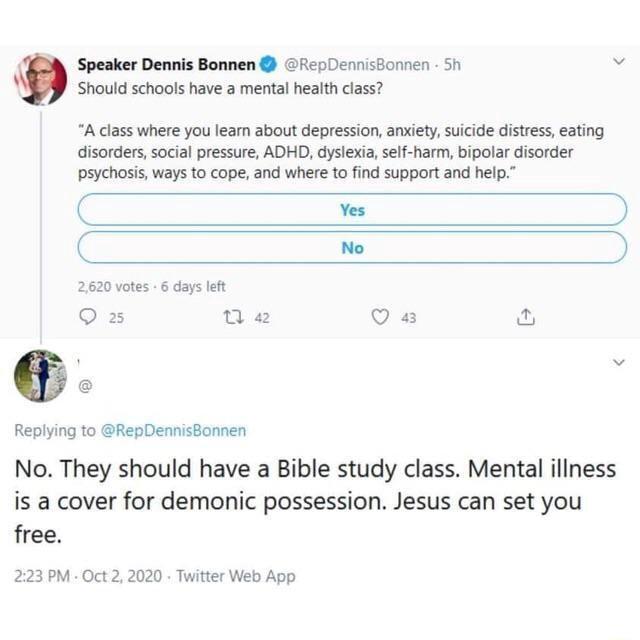 Speaker Dennis Bonnen @RepDennisBonnen · 5h
Should schools have a mental health class?
"A class where you learn about depression, anxiety, suicide distress, eating
disorders, social pressure, ADHD, dyslexia, self-harm, bipolar disorder
psychosis, ways to cope, and where to find support and help."
Yes
No
2,620 votes · 6 days left
25 42 43
@
Replying to @RepDennisBonnen
No. They should have a Bible study class. Mental illness
is a cover for demonic possession. Jesus can set you
free.
2:23 PM · Oct 2, 2020 · Twitter Web App